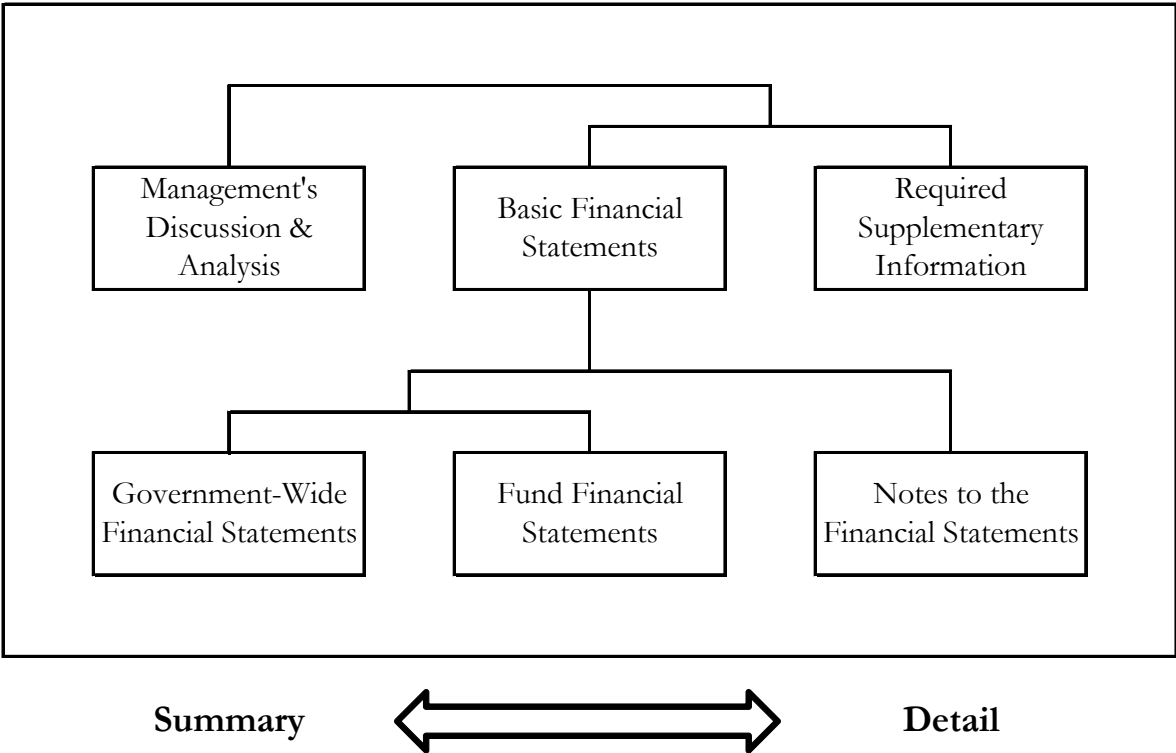 Management's
Discussion &
Analysis
Basic Financial
Statements
Required
Supplementary
Information
Government-Wide
Financial Statements
Fund Financial
Statements
Notes to the
Financial Statements
Summary
Detail